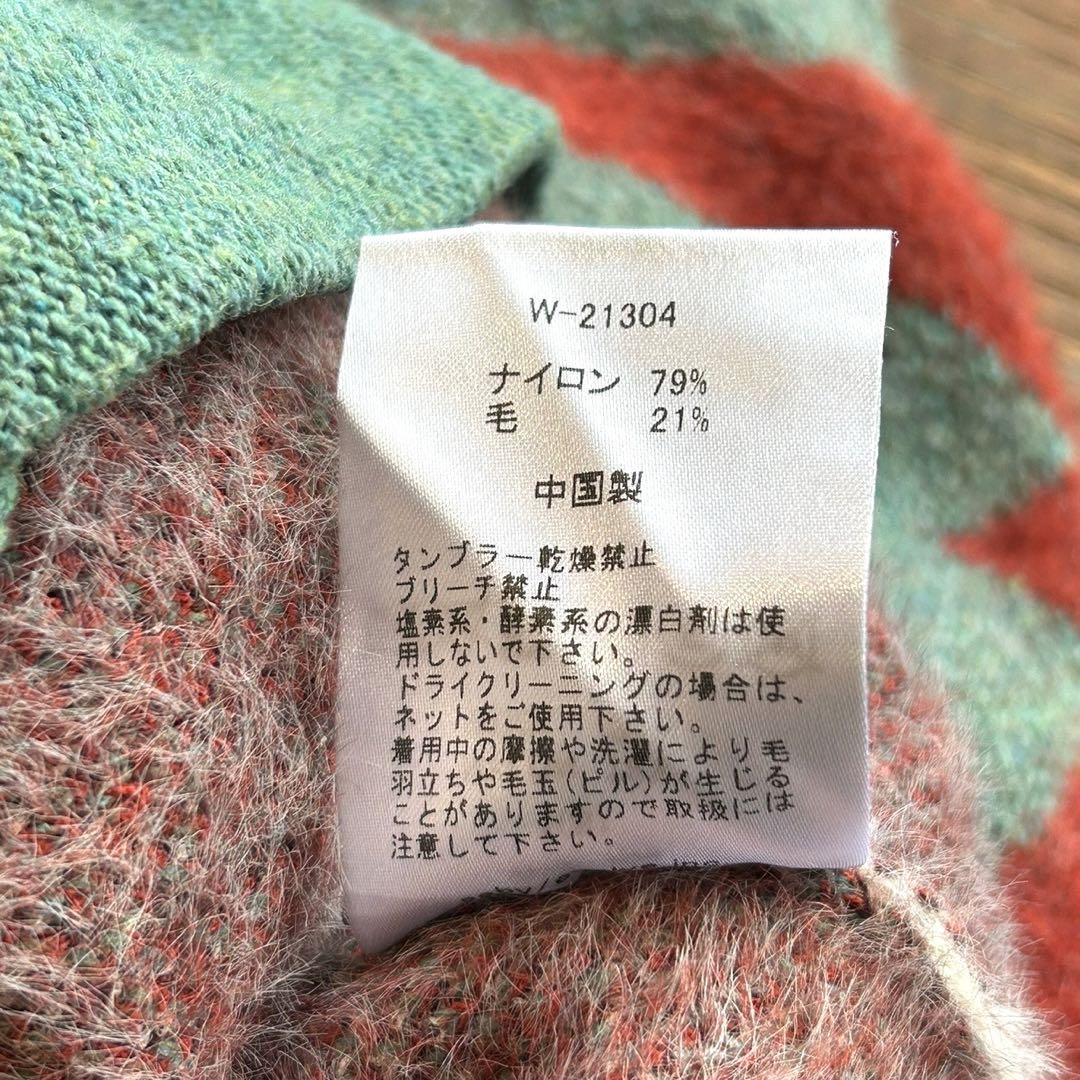 W-21304
ナイロン 79%
毛 21%
中国製
タンブラー乾燥禁止
ブリーチ禁止
塩素系・酵素系の漂白剤は使
用しないで下さい。
ドライクリーニングの場合は、
ネットをご使用下さい。
着用中の摩擦や洗濯により毛
羽立ちや毛玉(ピル)が生じる
ことがありますので取扱には
注意して下さい。